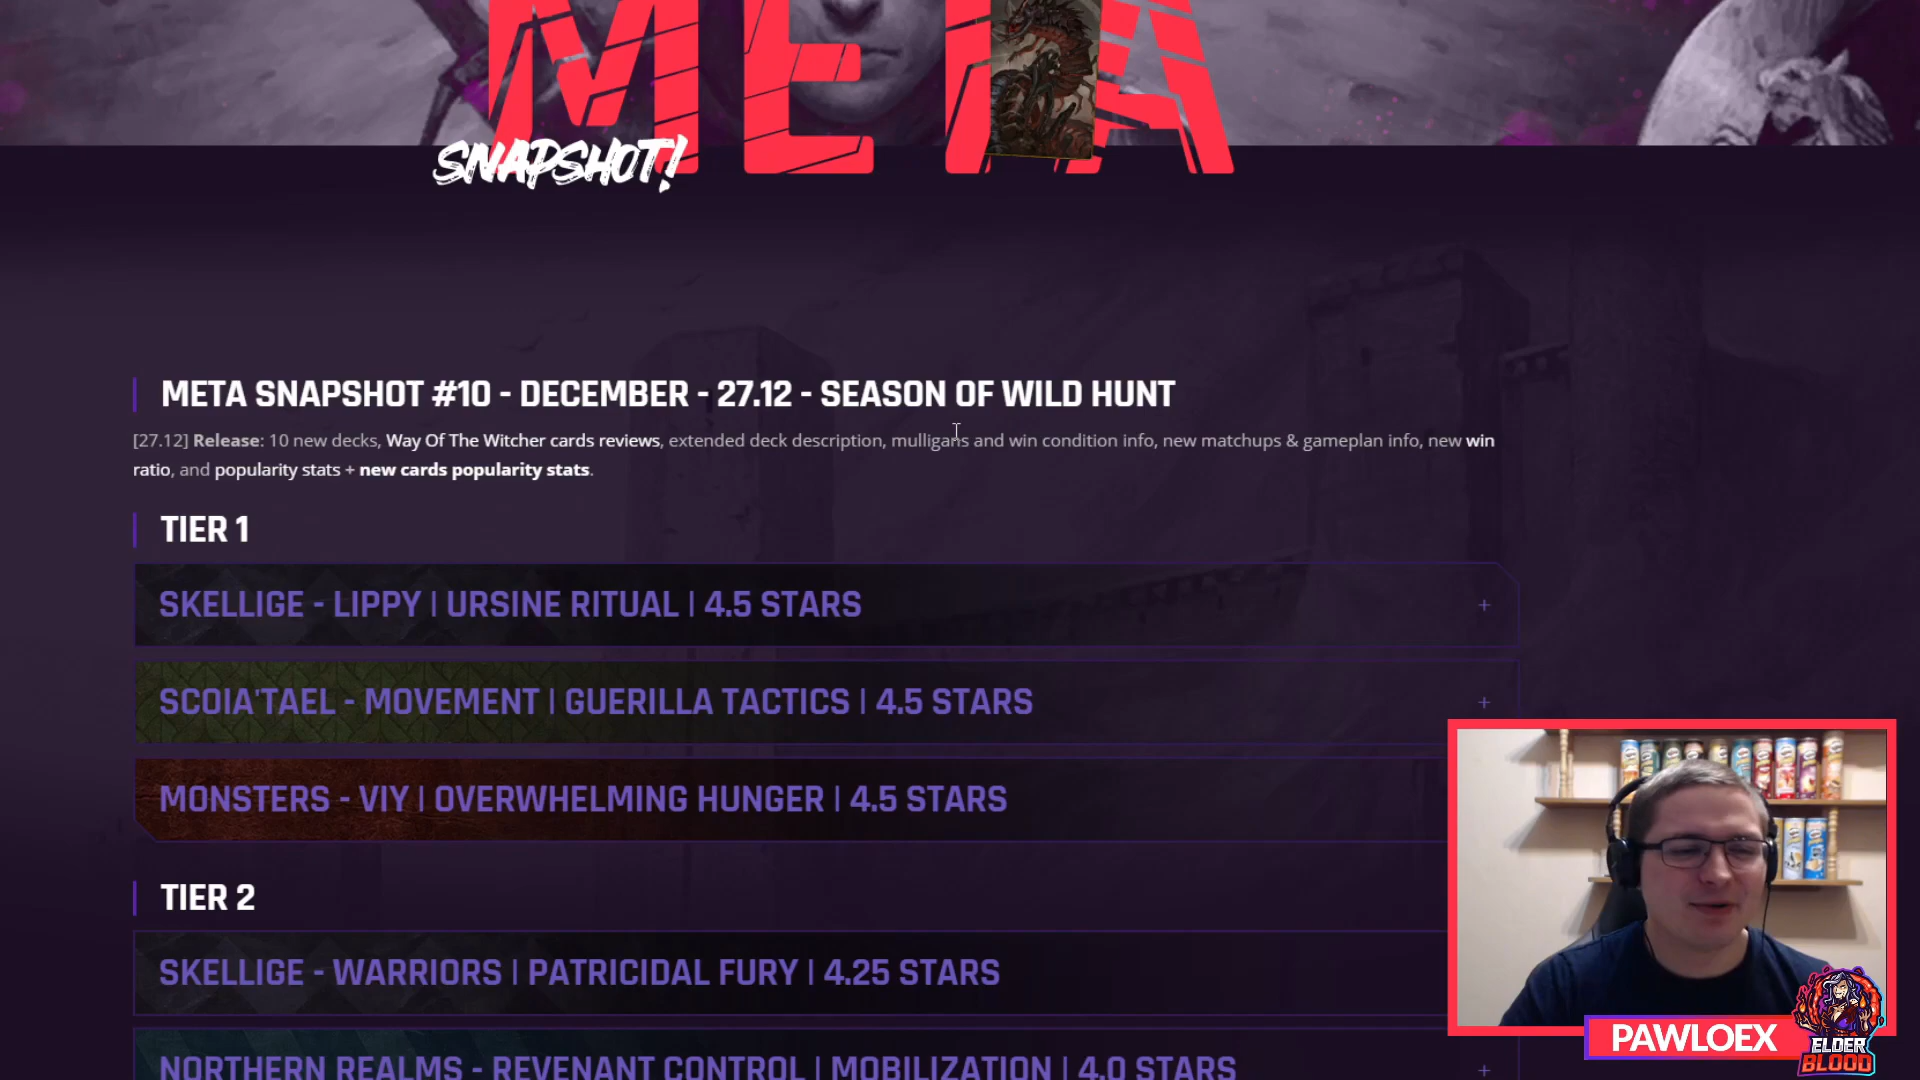 META
SNAPSHOT!
META SNAPSHOT #10 - DECEMBER - 27.12 - SEASON OF WILD HUNT
[27.12] Release: 10 new decks, Way Of The Witcher cards reviews, extended deck description, mulligans and win condition info, new matchups & gameplan info, new win
ratio, and popularity stats + new cards popularity stats.
TIER 1
SKELLIGE - LIPPY | URSINE RITUAL | 4.5 STARS
+
SCOIA'TAEL - MOVEMENT | GUERILLA TACTICS | 4.5 STARS
+
MONSTERS - VIY | OVERWHELMING HUNGER | 4.5 STARS
TIER 2
SKELLIGE - WARRIORS | PATRICIDAL FURY | 4.25 STARS
NORTHERN REALMS - REVENANT CONTROL | MOBILIZATION | 4.0 STARS
+
PAWLOEX
ELDER
BLOOD